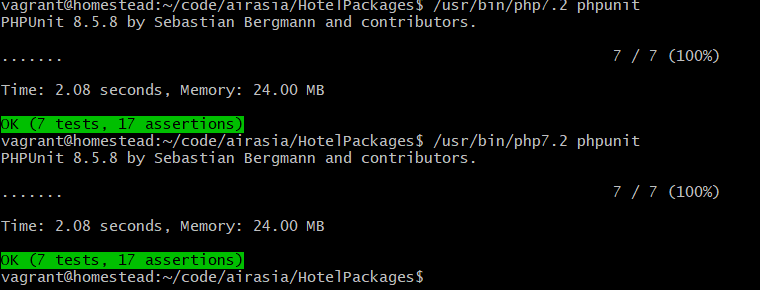 vagrant@homestead:~/code/airasia/HotelPackages$ /usr/bin/php7.2 phpunit
PHPUnit 8.5.8 by Sebastian Bergmann and contributors.
.......                                                             7 / 7 (100%)
Time: 2.08 seconds, Memory: 24.00 MB
OK (7 tests, 17 assertions)
vagrant@homestead:~/code/airasia/HotelPackages$ /usr/bin/php7.2 phpunit
PHPUnit 8.5.8 by Sebastian Bergmann and contributors.
.......                                                             7 / 7 (100%)
Time: 2.08 seconds, Memory: 24.00 MB
OK (7 tests, 17 assertions)
vagrant@homestead:~/code/airasia/HotelPackages$